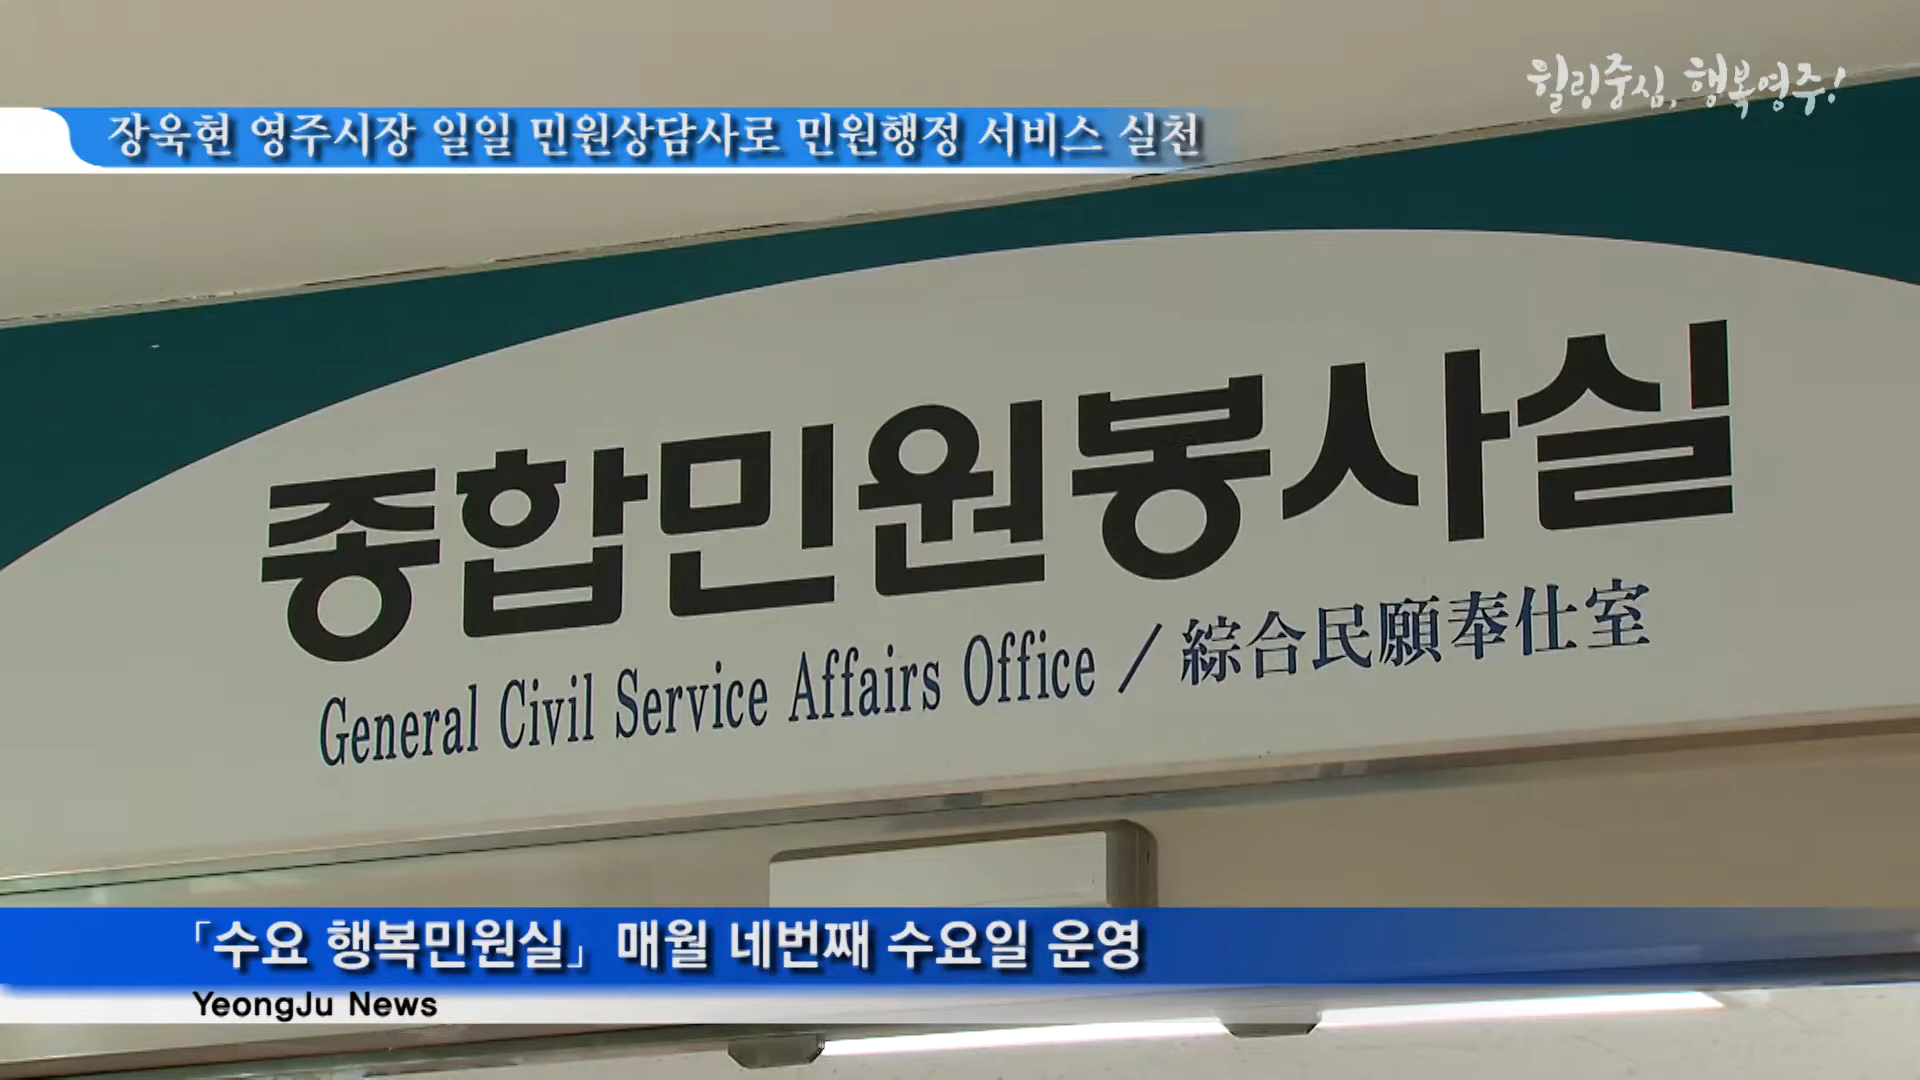 힐링중심, 행복영주!
장욱현 영주시장 일일 민원상담사로 민원행정 서비스 실천
종합민원봉사실
General Civil Service Affairs Office / 綜合民願奉仕室
「수요 행복민원실」 매월 네번째 수요일 운영
YeongJu News